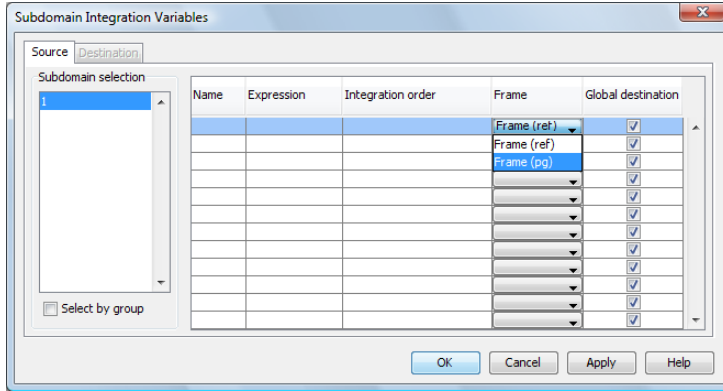 Subdomain Integration Variables
Source Destination
Subdomain selection
1
Name Expression Integration order Frame Global destination
Frame (ref)
Frame (ref)
Frame (pg)
Select by group
OK Cancel Apply Help